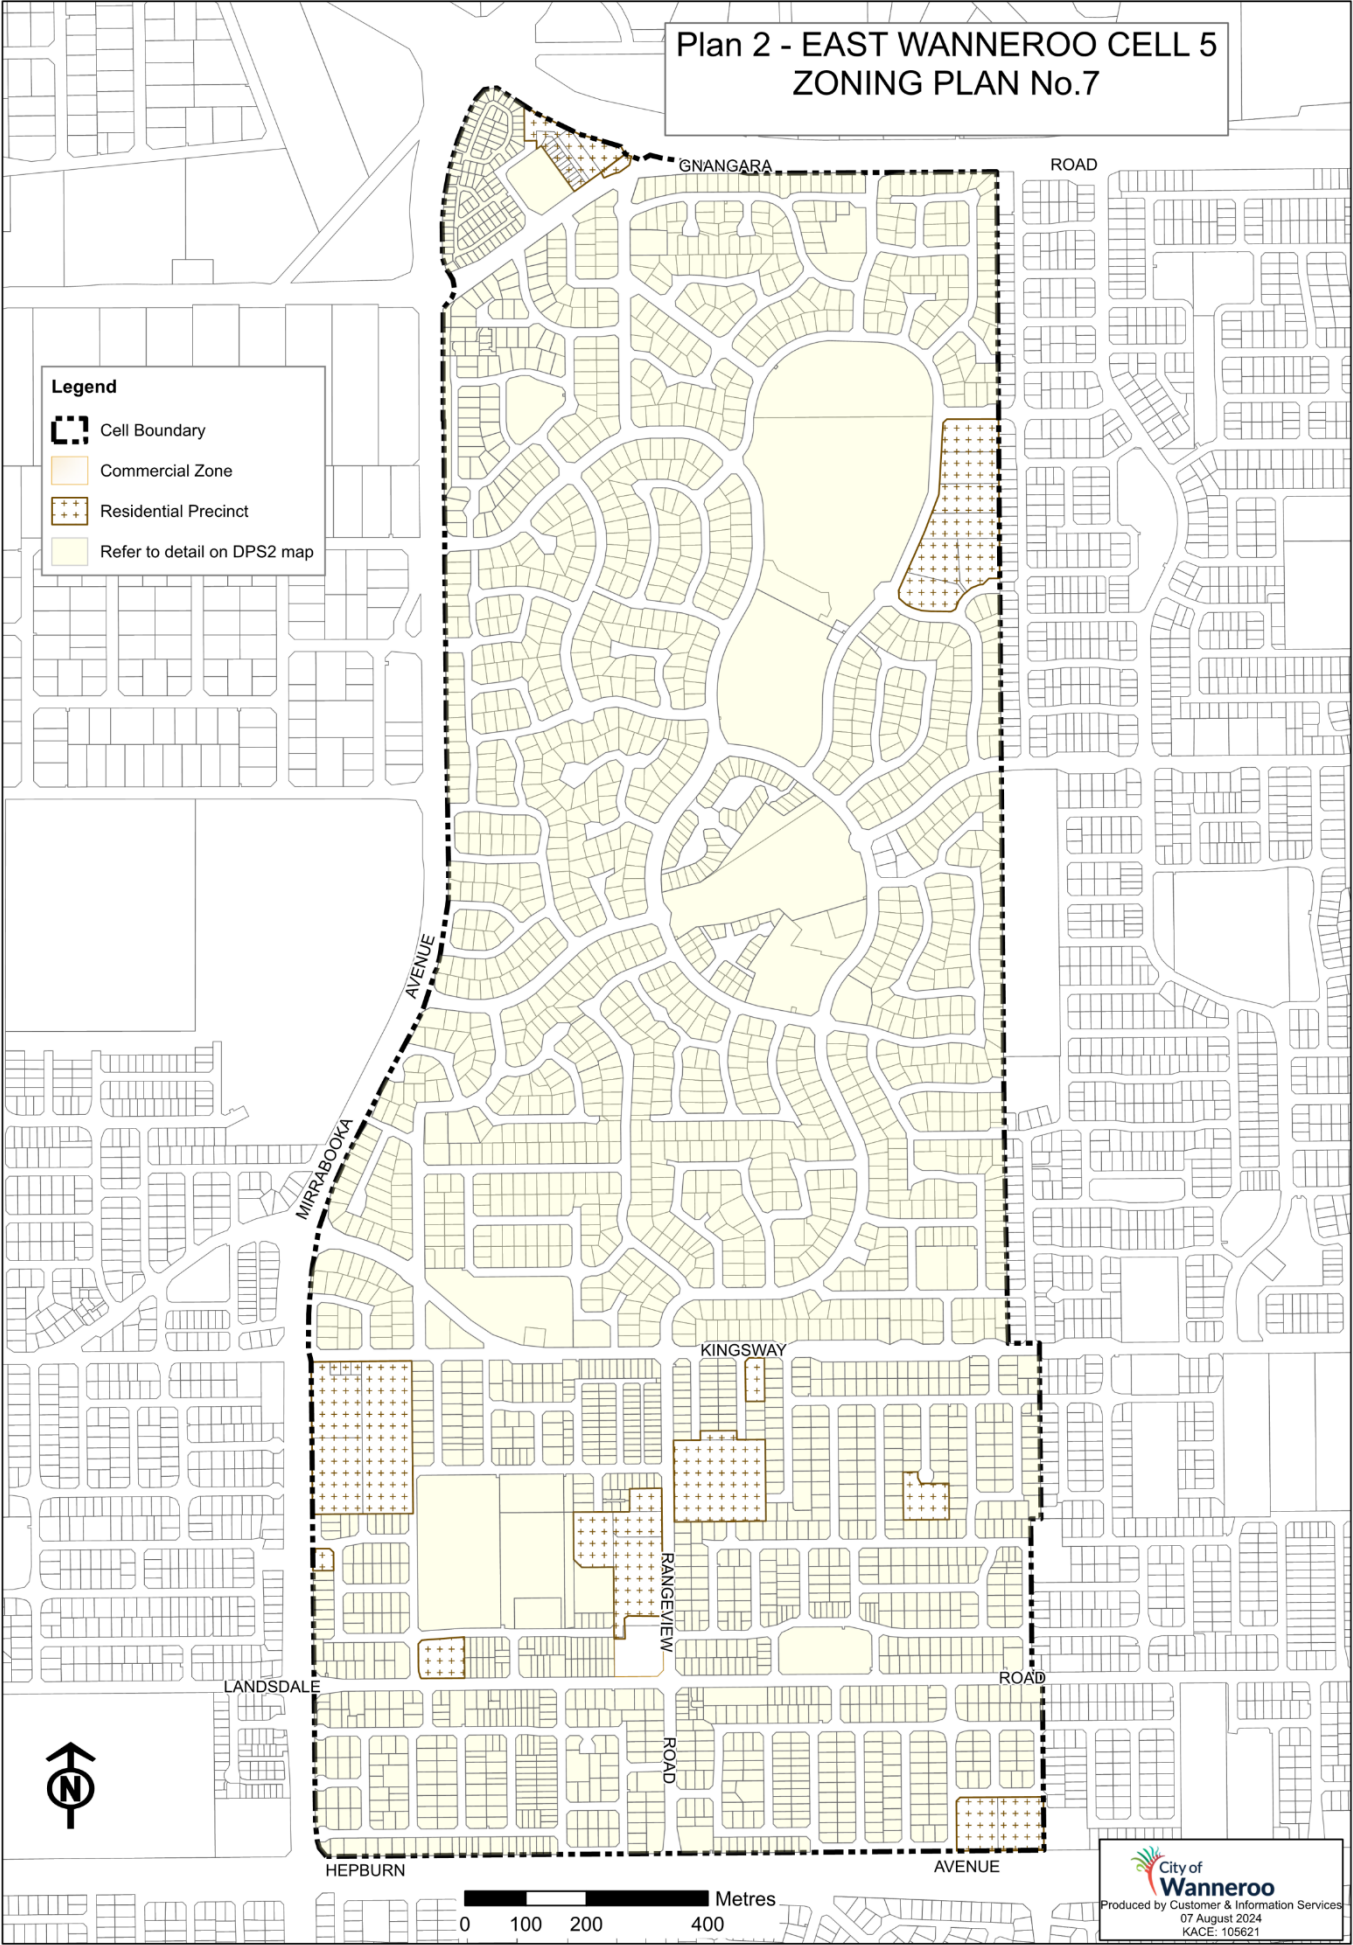 Plan 2 - EAST WANNEROO CELL 5
ZONING PLAN No.7
GNANGARA
ROAD
Legend
Cell Boundary
Commercial Zone
Residential Precinct
Refer to detail on DPS2 map
AVENUE
MIRRABOOKA
KINGSWAY
RANGEVIEW
LANDSDALE
ROAD
ROAD
N
HEPBURN
AVENUE
Metres
0 100 200 400
City of
Wanneroo
Produced by Customer & Information Services
07 August 2024
KACE: 105621